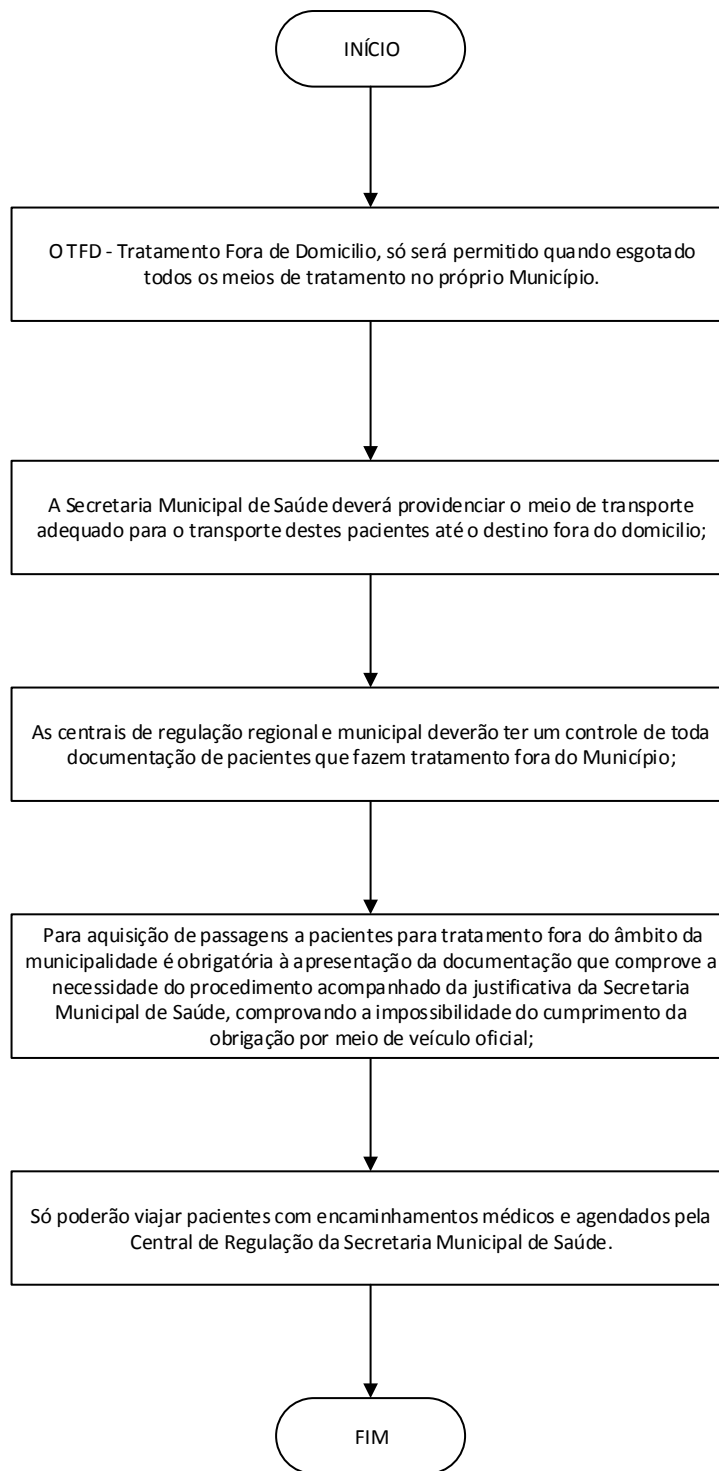 INÍCIO
O TFD - Tratamento Fora de Domicilio, só será permitido quando esgotado
todos os meios de tratamento no próprio Município.
A Secretaria Municipal de Saúde deverá providenciar o meio de transporte
adequado para o transporte destes pacientes até o destino fora do domicilio;
As centrais de regulação regional e municipal deverão ter um controle de toda
documentação de pacientes que fazem tratamento fora do Município;
Para aquisição de passagens a pacientes para tratamento fora do âmbito da
municipalidade é obrigatória à apresentação da documentação que comprove a
necessidade do procedimento acompanhado da justificativa da Secretaria
Municipal de Saúde, comprovando a impossibilidade do cumprimento da
obrigação por meio de veículo oficial;
Só poderão viajar pacientes com encaminhamentos médicos e agendados pela
Central de Regulação da Secretaria Municipal de Saúde.
FIM